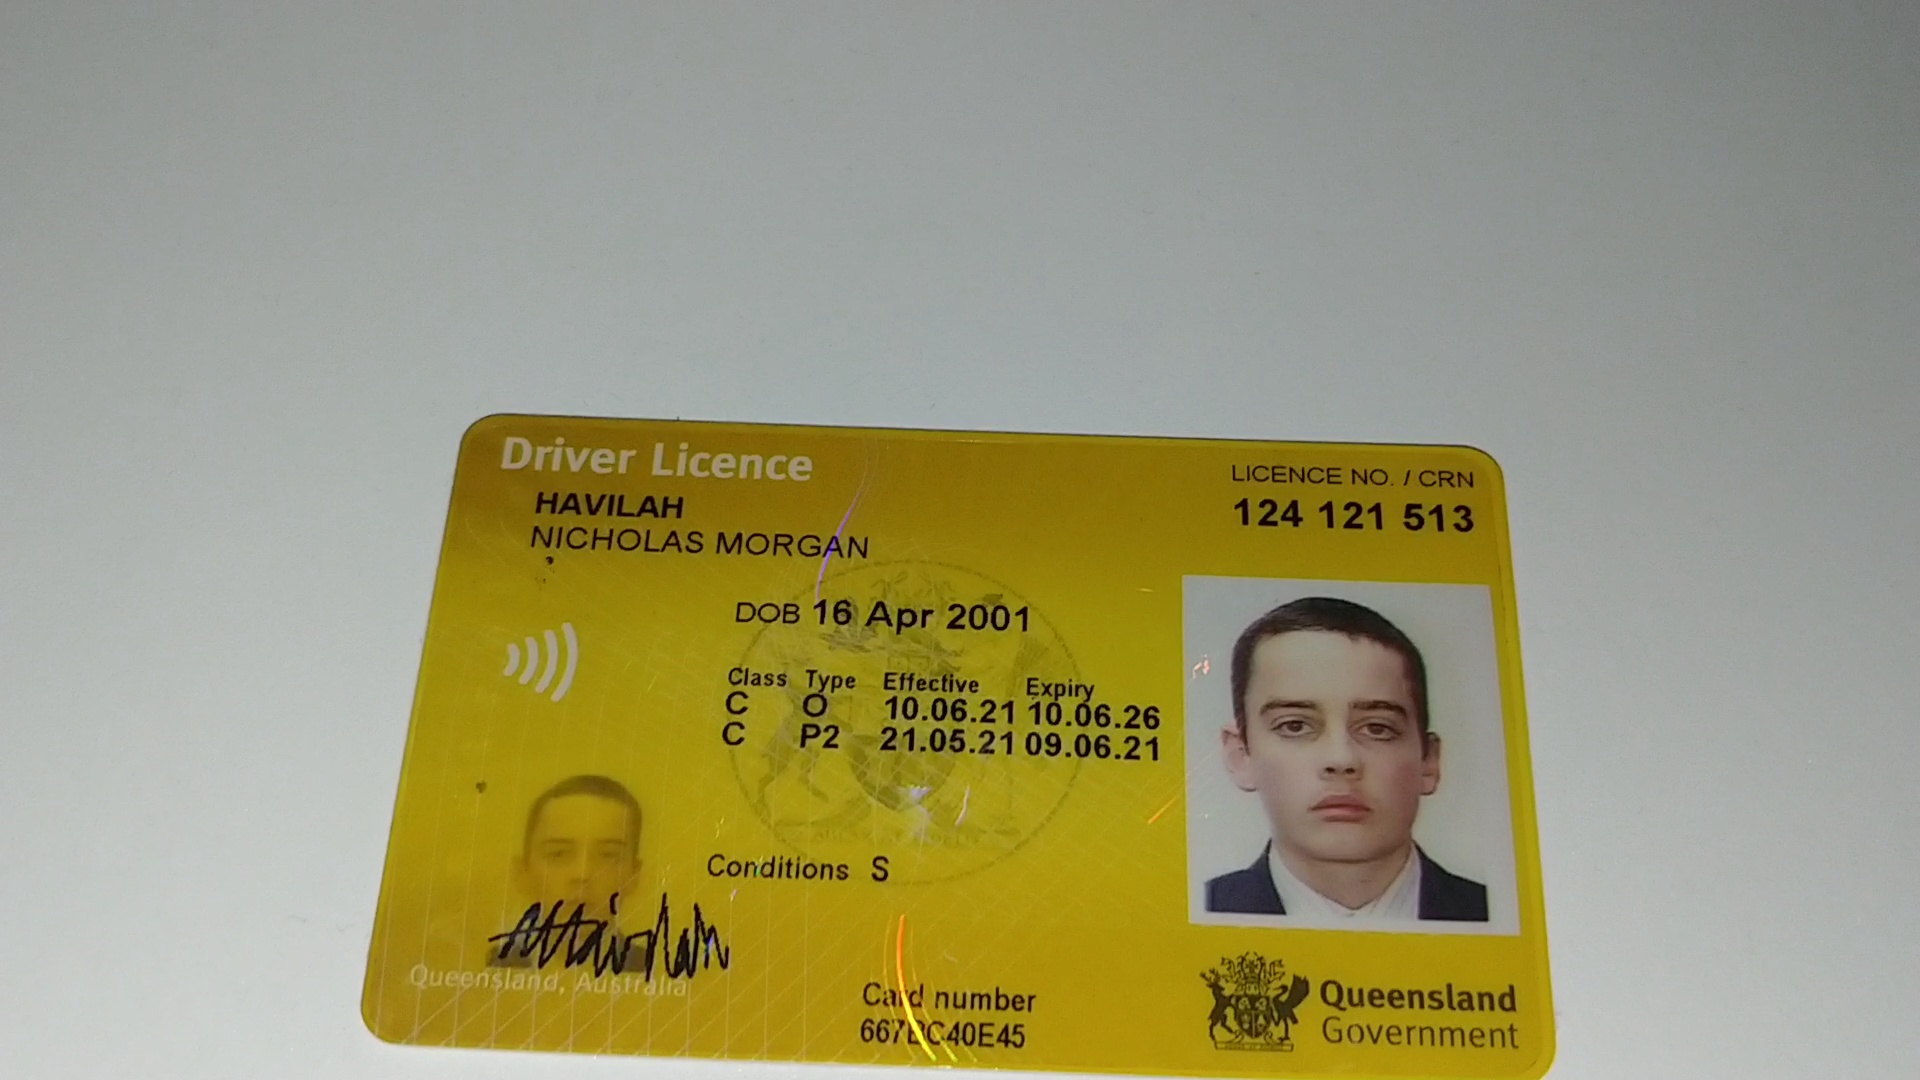 Driver Licence
HAVILAH
NICHOLAS MORGAN
LICENCE NO. / CRN
124 121 513
DOB 16 Apr 2001
Class Type Effective Expiry
C O 10.06.21 10.06.26
C P2 21.05.21 09.06.21
Conditions S
Queensland, Australia
Card number
667BC40E45
Queensland
Government